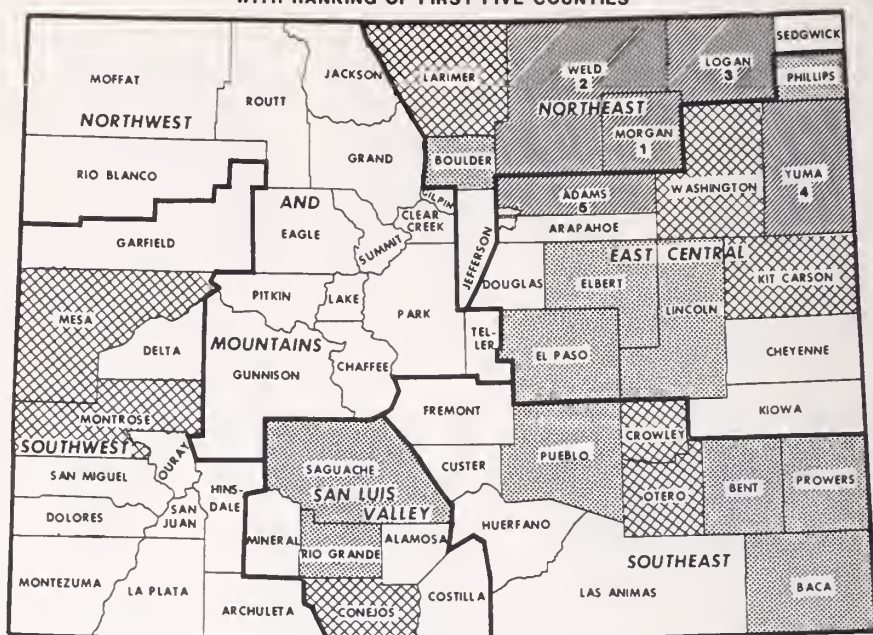 WITH RANKING OF FIRST FIVE COUNTIES
SEDGWICK
MOFFAT
JACKSON
LARIMER
WELD
2
LOGAN
3
PHILLIPS
ROUTT
NORTHWEST
NORTHEAST
MORGAN
1
GRAND
BOULDER
RIO BLANCO
WASHINGTON
YUMA
4
ADAMS
5
GILPIN
AND
CLEAR
CREEK
EAGLE
ARAPAHOE
GARFIELD
SUMMIT
JEFFERSON
EAST CENTRAL
DOUGLAS
ELBERT
KIT CARSON
PITKIN
LAKE
LINCOLN
MESA
PARK
TEL-
LER
DELTA
MOUNTAINS
EL PASO
CHEYENNE
CHAFFEE
GUNNISON
MONTROSE
FREMONT
KIOWA
SOUTHWEST
OURAY
CROWLEY
SAGUACHE
PUEBLO
SAN MIGUEL
CUSTER
HINS-
DALE
SAN LUIS
VALLEY
OTERO
BENT
PROWERS
SAN
JUAN
DOLORES
HUERFANO
MINERAL
RIO GRANDE
ALAMOSA
SOUTHEAST
MONTEZUMA
LA PLATA
BACA
LAS ANIMAS
COSTILLA
ARCHULETA
CONEJOS